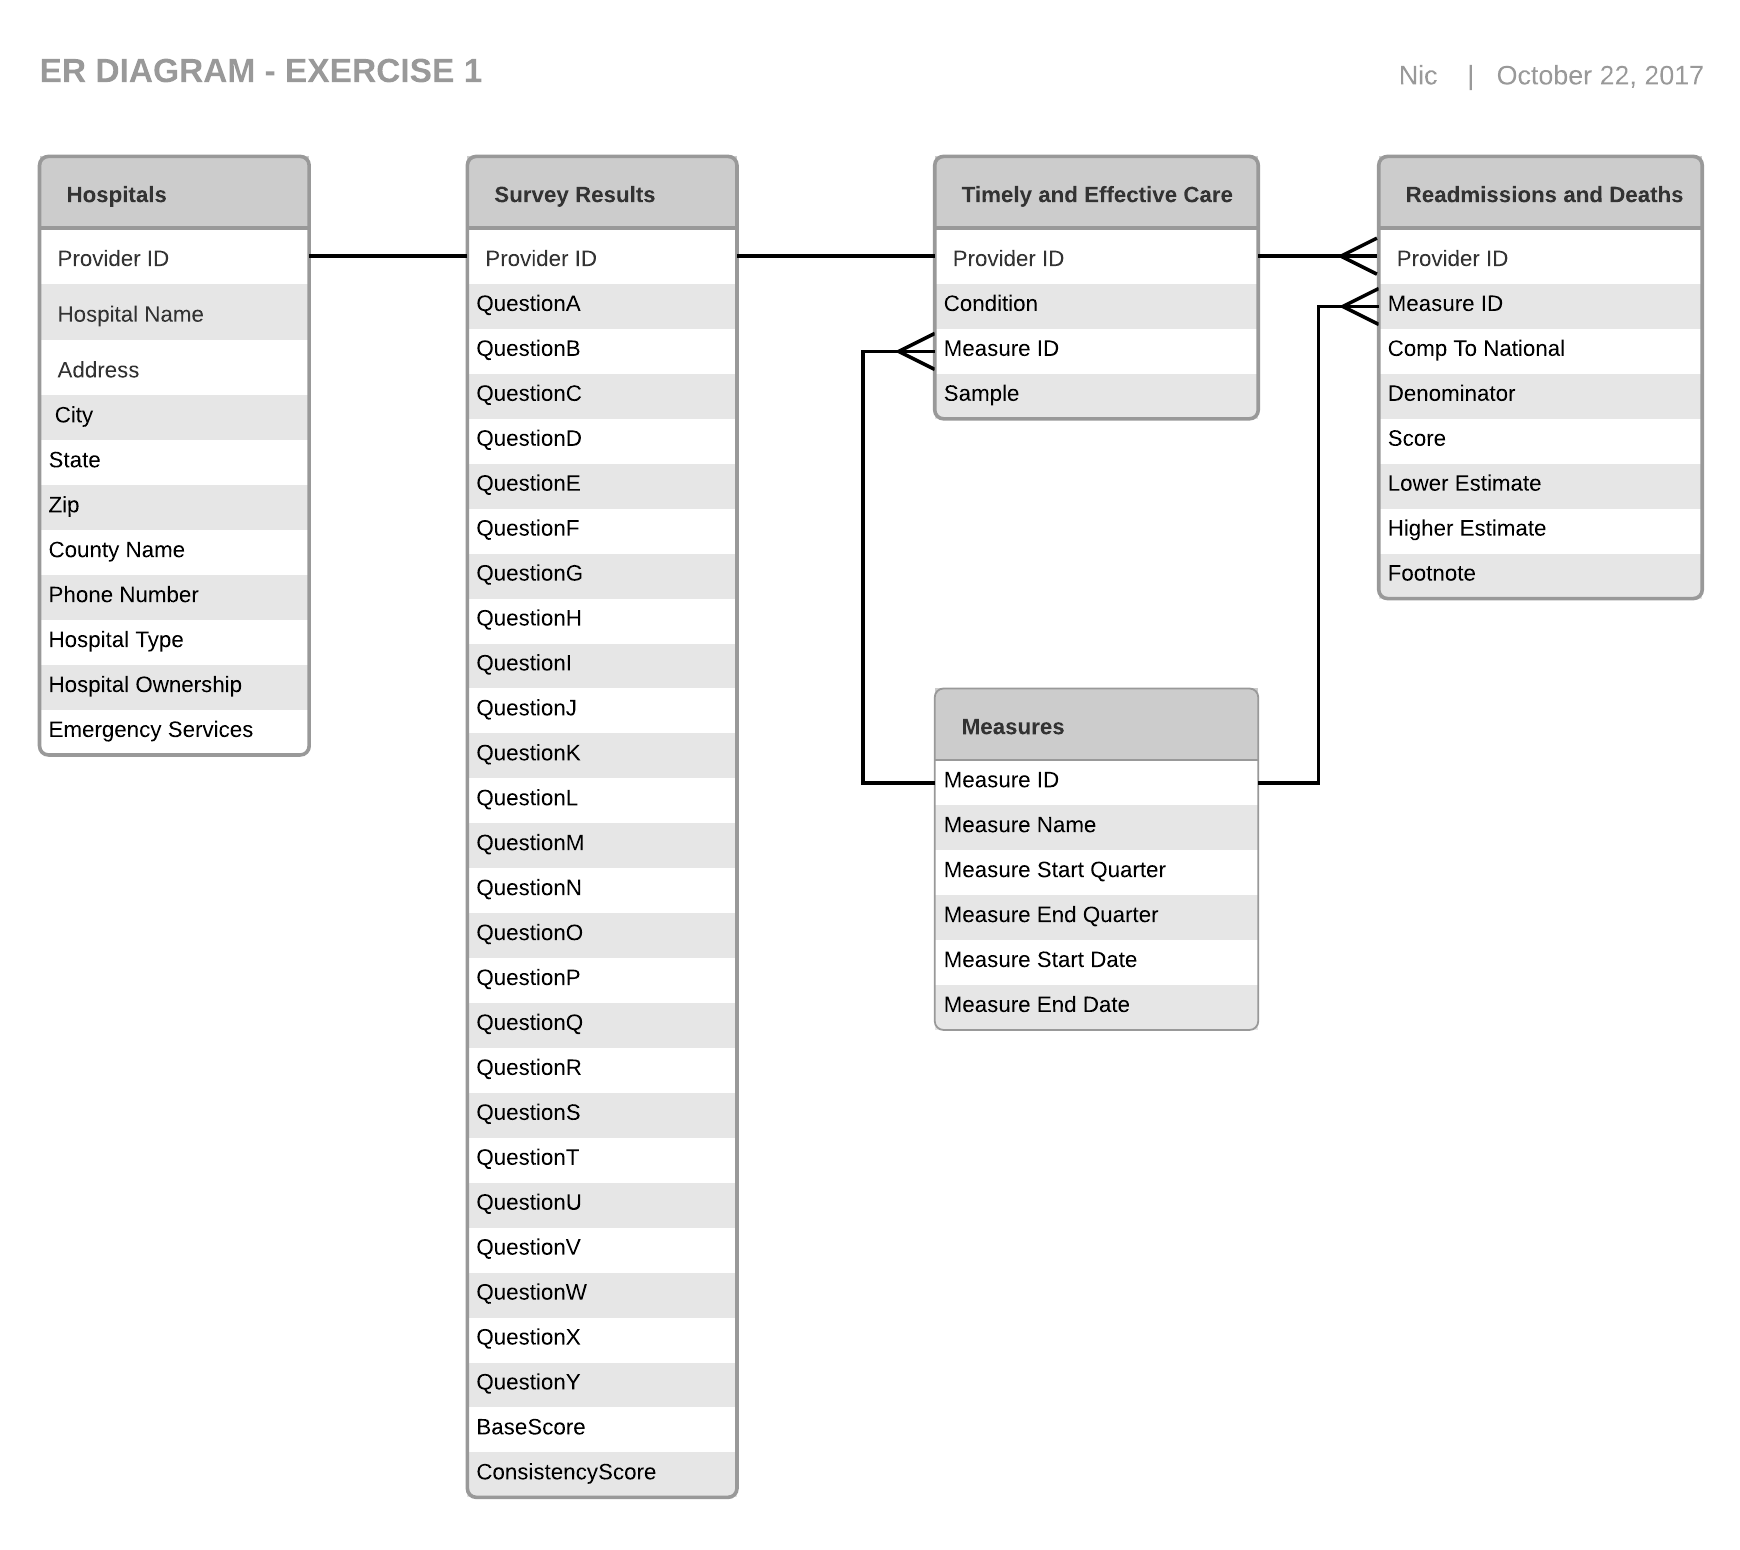 ER DIAGRAM - EXERCISE 1
Nic | October 22, 2017
Hospitals
Provider ID
Hospital Name
Address
City
State
Zip
County Name
Phone Number
Hospital Type
Hospital Ownership
Emergency Services
Survey Results
Provider ID
QuestionA
QuestionB
QuestionC
QuestionD
QuestionE
QuestionF
QuestionG
QuestionH
QuestionI
QuestionJ
QuestionK
QuestionL
QuestionM
QuestionN
QuestionO
QuestionP
QuestionQ
QuestionR
QuestionS
QuestionT
QuestionU
QuestionV
QuestionW
QuestionX
QuestionY
BaseScore
ConsistencyScore
Timely and Effective Care
Provider ID
Condition
Measure ID
Sample
Measures
Measure ID
Measure Name
Measure Start Quarter
Measure End Quarter
Measure Start Date
Measure End Date
Readmissions and Deaths
Provider ID
Measure ID
Comp To National
Denominator
Score
Lower Estimate
Higher Estimate
Footnote